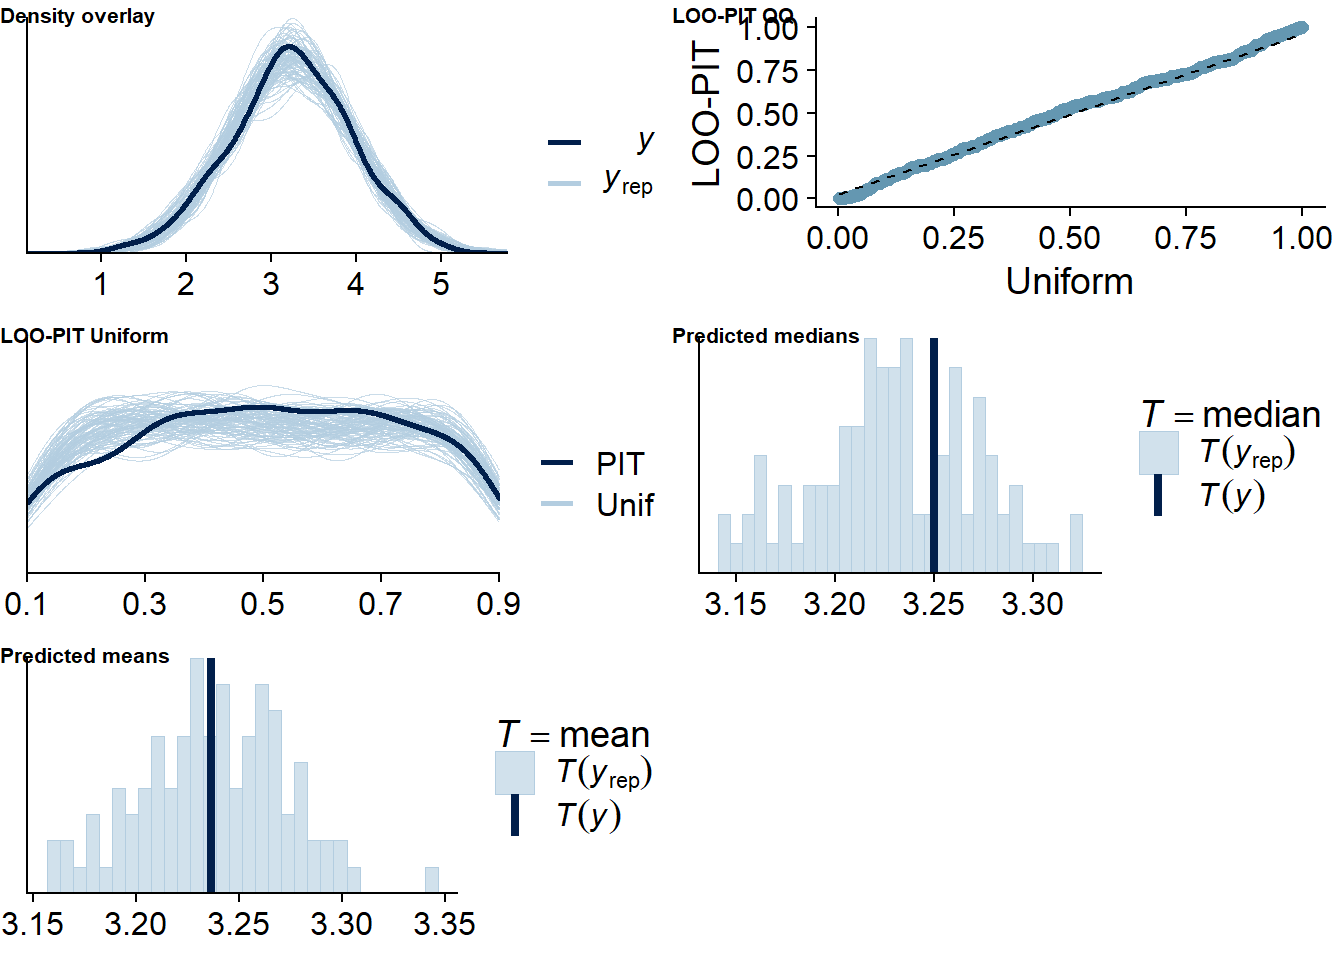 Density overlay
y
yrep
1 2 3 4 5
LOO-PIT QQ
LOO-PIT
1.00
0.75
0.50
0.25
0.00
0.00 0.25 0.50 0.75 1.00
Uniform
LOO-PIT Uniform
PIT
Unif
0.1 0.3 0.5 0.7 0.9
Predicted medians
T = median
T(yrep)
T(y)
3.15 3.20 3.25 3.30
Predicted means
T = mean
T(yrep)
T(y)
3.15 3.20 3.25 3.30 3.35